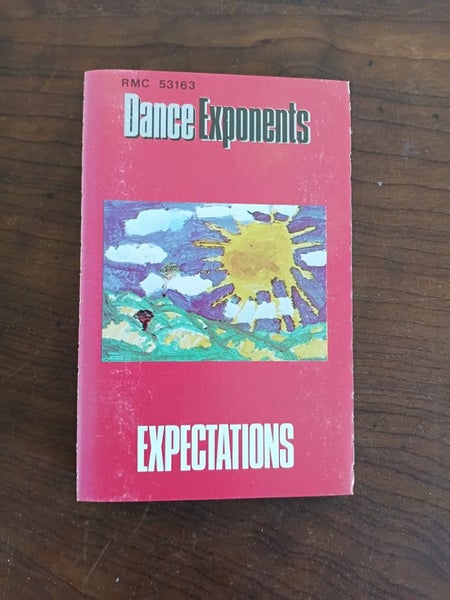 RMC 53163
Dance Exponents
EXPECTATIONS